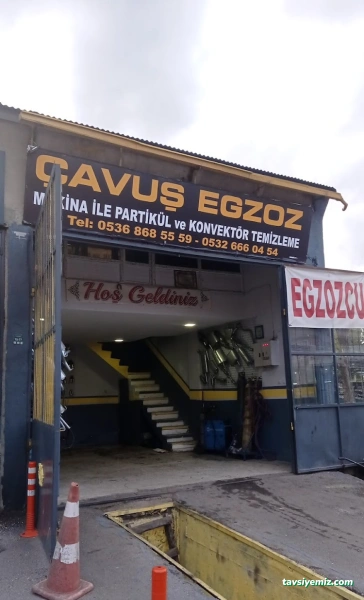 ÇAVUŞ EGZOZ
MAKİNA İLE PARTİKÜL ve KONVEKTÖR TEMİZLEME
Tel: 0536 868 55 59 - 0532 666 04 54
Hoş Geldiniz
EGZOZCU
tavsiyemiz.com